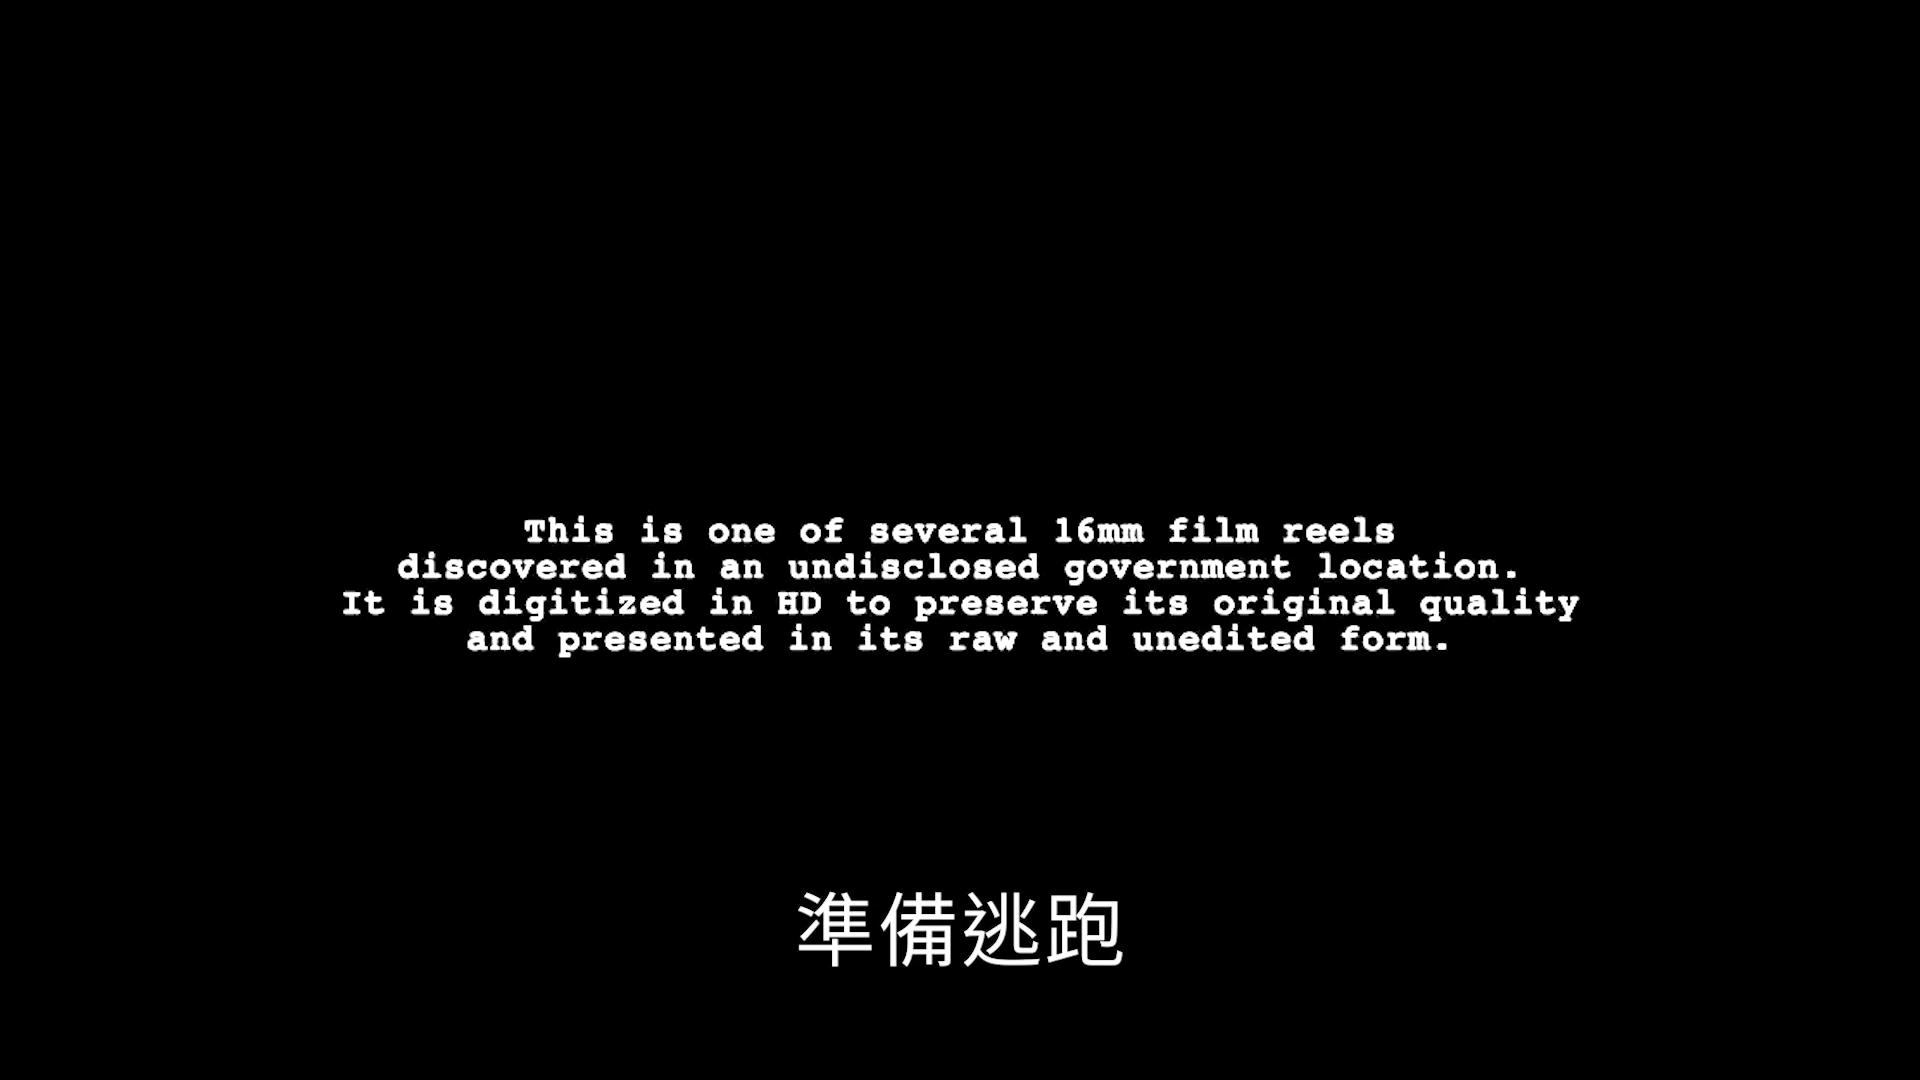 This is one of several 16mm film reels
discovered in an undisclosed government location.
It is digitized in HD to preserve its original quality
and presented in its raw and unedited form.
準備逃跑